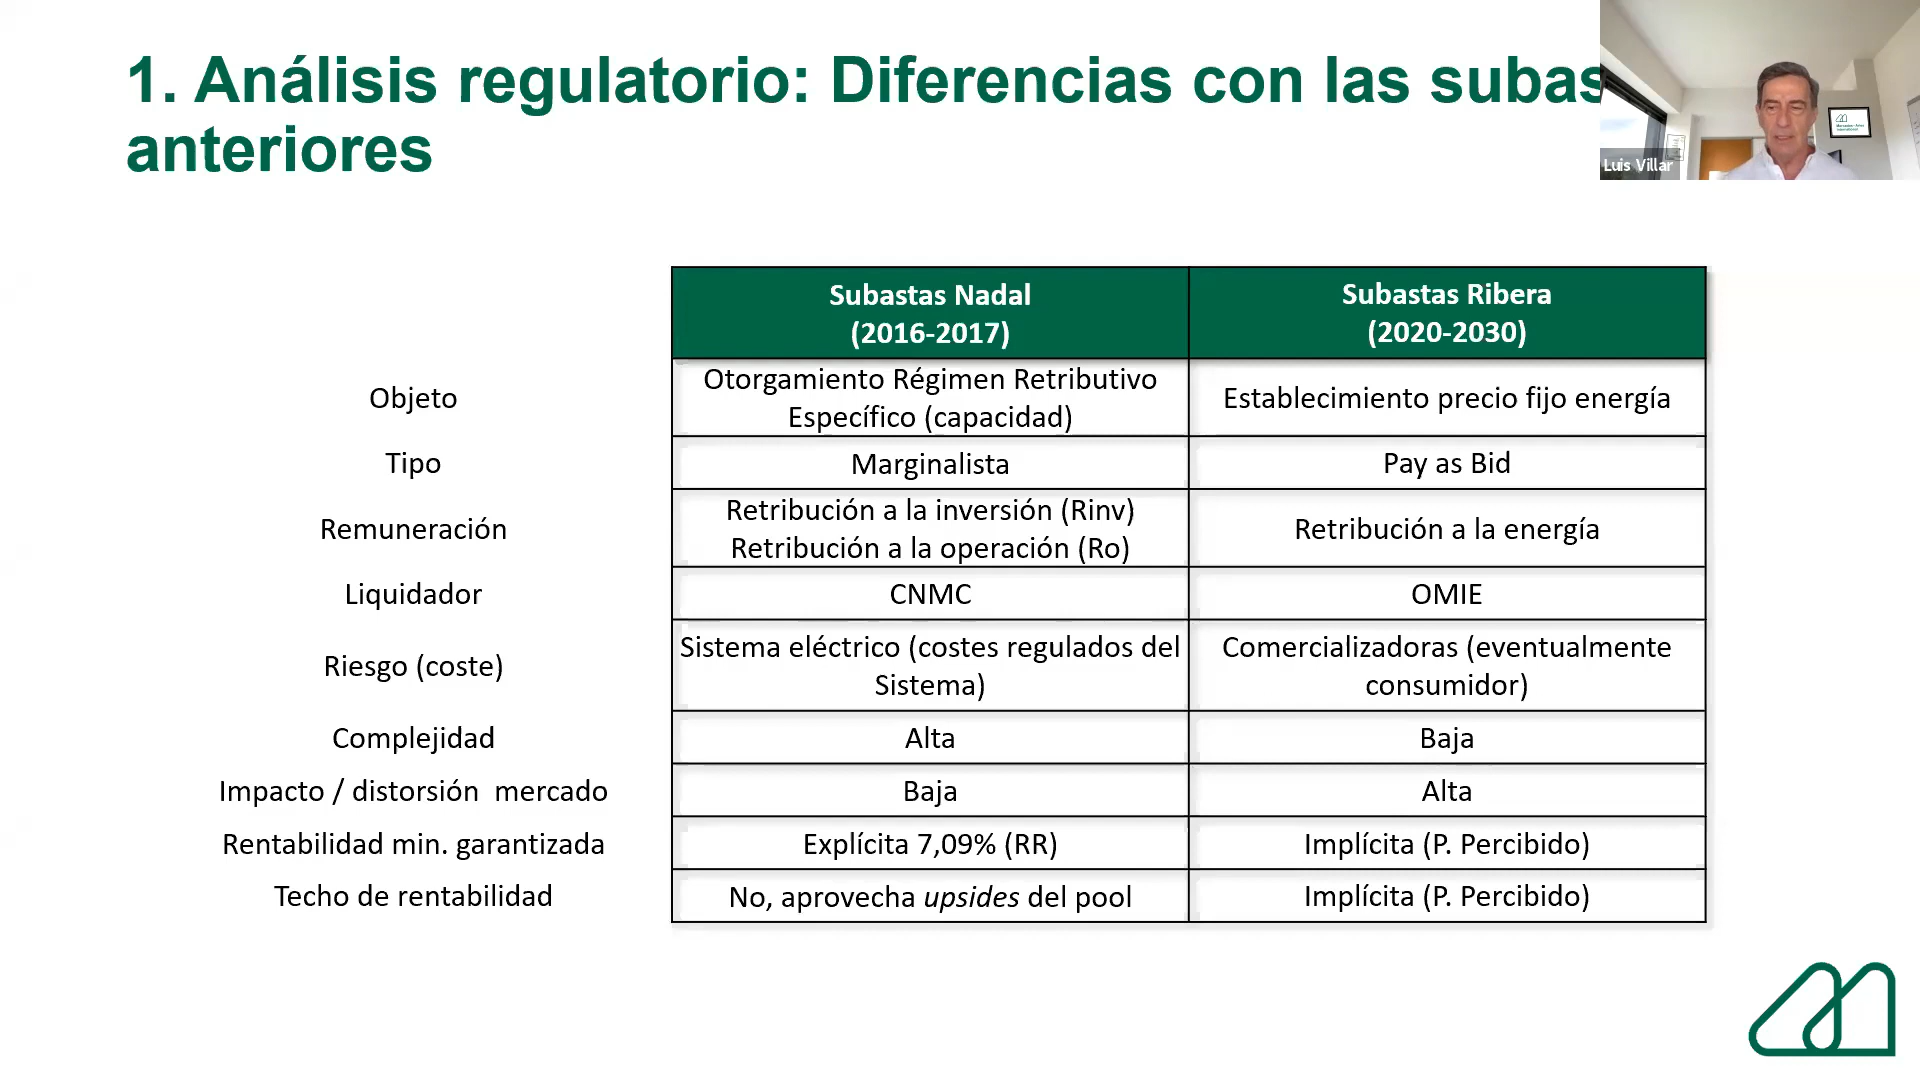 1. Análisis regulatorio: Diferencias con las subas
anteriores
Luis Villar
Subastas Nadal
(2016-2017)
Subastas Ribera
(2020-2030)
Objeto
Otorgamiento Régimen Retributivo
Específico (capacidad)
Establecimiento precio fijo energía
Tipo
Marginalista
Pay as Bid
Remuneración
Retribución a la inversión (Rinv)
Retribución a la operación (Ro)
Retribución a la energía
Liquidador
CNMC
OMIE
Riesgo (coste)
Sistema eléctrico (costes regulados del
Sistema)
Comercializadoras (eventualmente
consumidor)
Complejidad
Alta
Baja
Impacto / distorsión  mercado
Baja
Alta
Rentabilidad min. garantizada
Explícita 7,09% (RR)
Implícita (P. Percibido)
Techo de rentabilidad
No, aprovecha upsides del pool
Implícita (P. Percibido)